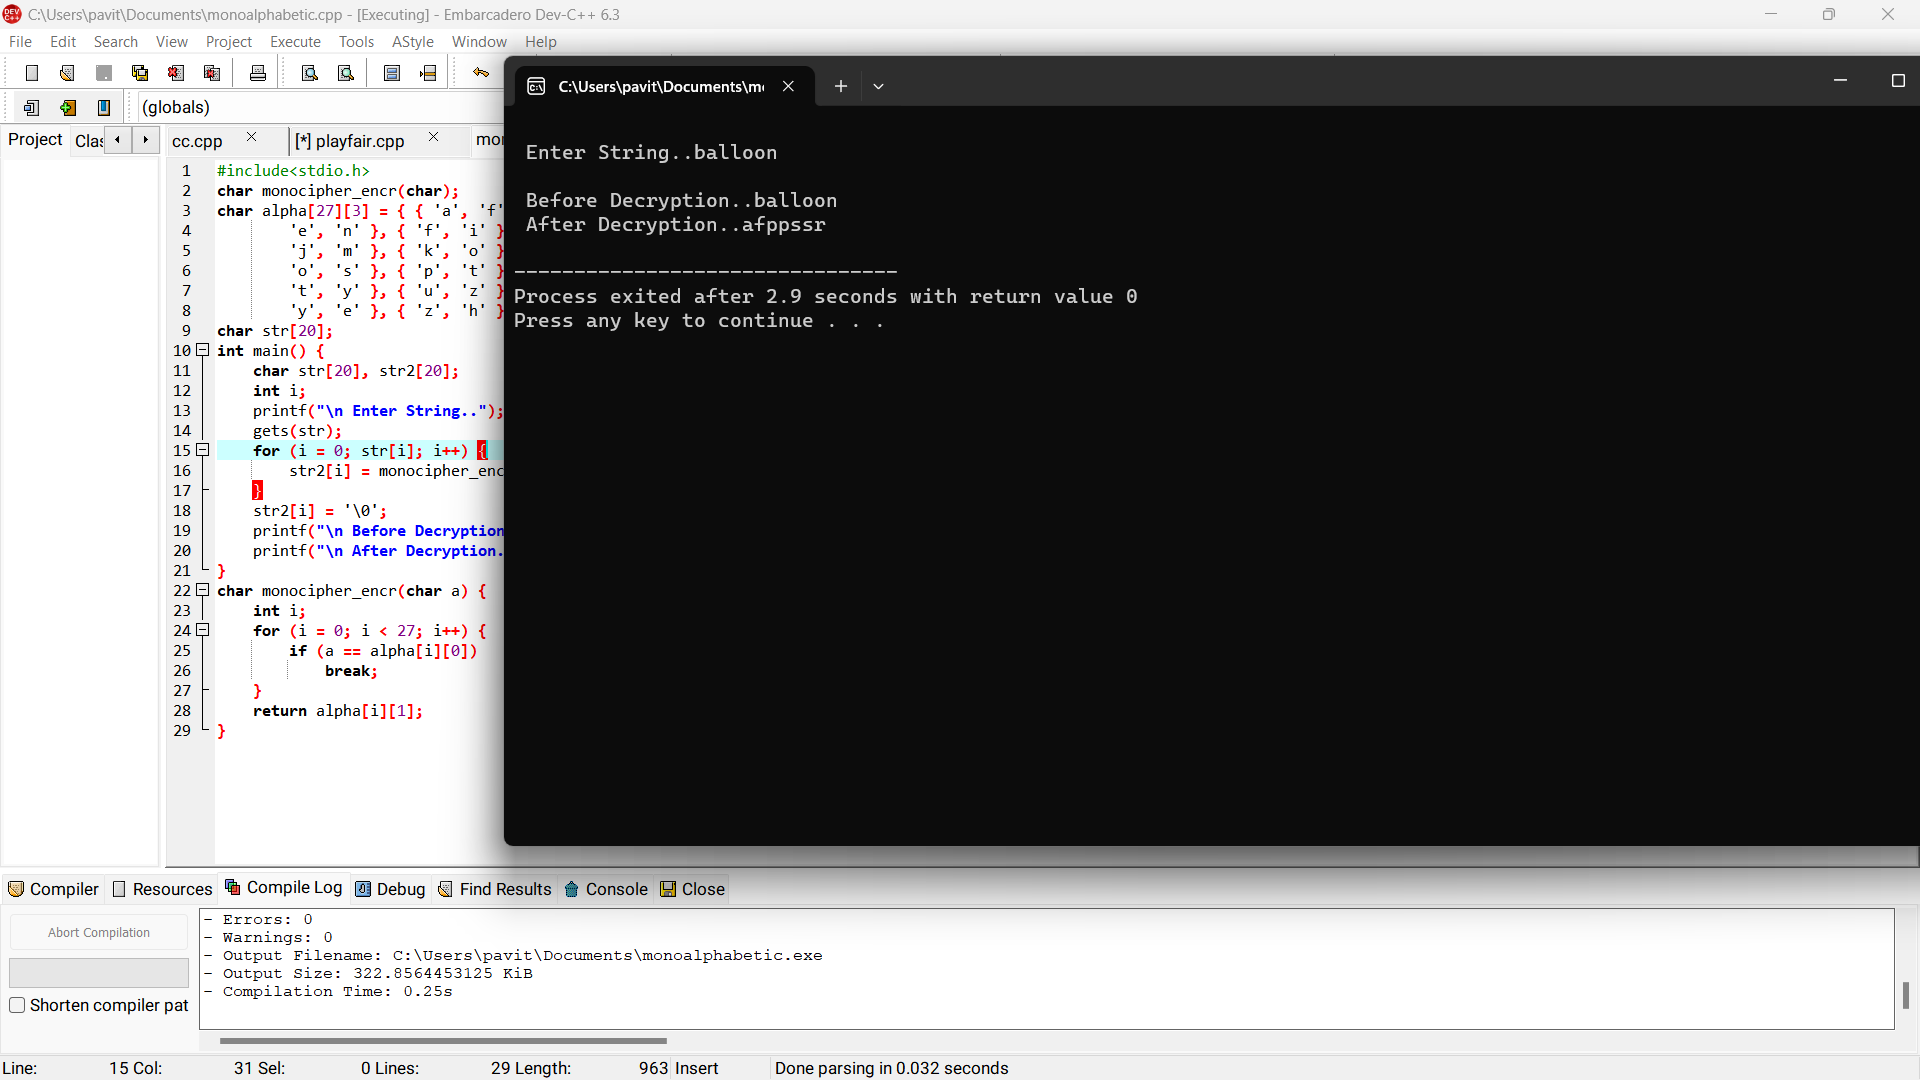 C:\Users\pavit\Documents\monoalphabetic.cpp - [Executing] - Embarcadero Dev-C++ 6.3
File Edit Search View Project Execute Tools AStyle Window Help
(globals)
Project Clas cc.cpp [*] playfair.cpp mon
1 #include<stdio.h>
2 char monocipher_encr(char);
3 char alpha[27][3] = { { 'a', 'f'
4 'e', 'n' }, { 'f', 'i' }
5 'j', 'm' }, { 'k', 'o' }
6 'o', 's' }, { 'p', 't' }
7 't', 'y' }, { 'u', 'z' }
8 'y', 'e' }, { 'z', 'h' }
9 char str[20];
10 int main() {
11 char str[20], str2[20];
12 int i;
13 printf("\n Enter String..");
14 gets(str);
15 for (i = 0; str[i]; i++) {
16 str2[i] = monocipher_enc
17 }
18 str2[i] = '\0';
19 printf("\n Before Decryption
20 printf("\n After Decryption.
21 }
22 char monocipher_encr(char a) {
23 int i;
24 for (i = 0; i < 27; i++) {
25 if (a == alpha[i][0])
26 break;
27 }
28 return alpha[i][1];
29 }
C:\Users\pavit\Documents\m
Enter String..balloon
Before Decryption..balloon
After Decryption..afppssr
--------------------------------
Process exited after 2.9 seconds with return value 0
Press any key to continue . . .
Compiler Resources Compile Log Debug Find Results Console Close
Abort Compilation
Shorten compiler pat
- Errors: 0
- Warnings: 0
- Output Filename: C:\Users\pavit\Documents\monoalphabetic.exe
- Output Size: 322.8564453125 KiB
- Compilation Time: 0.25s
Line: 15 Col: 31 Sel: 0 Lines: 29 Length: 963 Insert Done parsing in 0.032 seconds